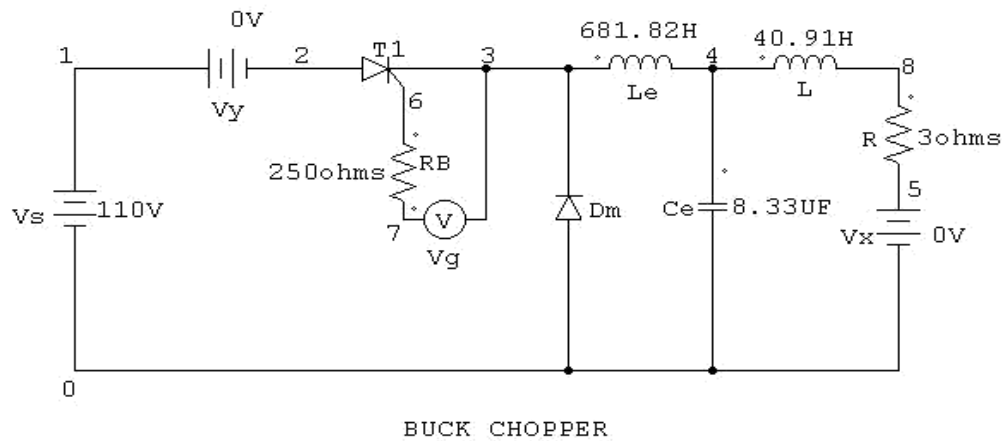 0V
681.82H
40.91H
1
2
T1
3
4
8
Vy
Le
L
6
R
3ohms
250ohms
RB
5
Vs
110V
Dm
Ce
8.33UF
Vx
0V
7
V
Vg
0
BUCK CHOPPER